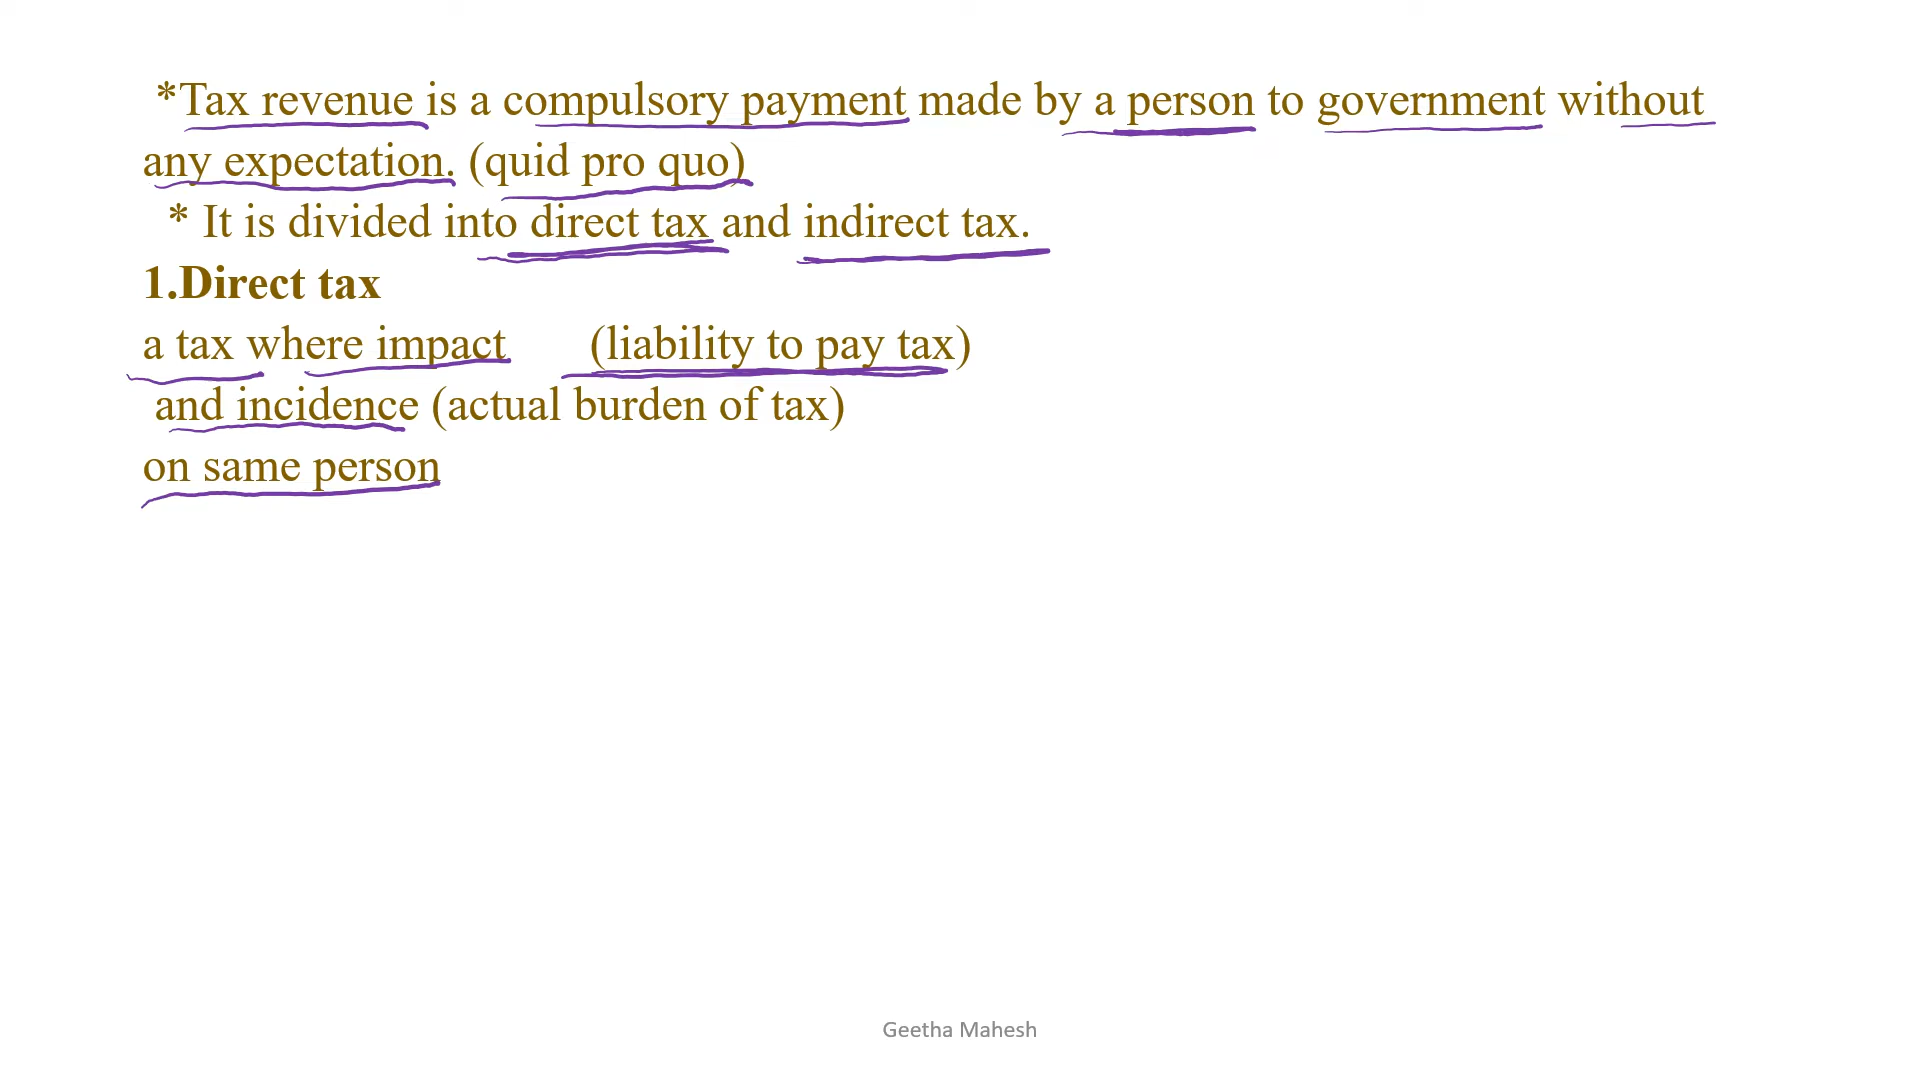 *Tax revenue is a compulsory payment made by a person to government without
any expectation. (quid pro quo)
* It is divided into direct tax and indirect tax.
1.Direct tax
a tax where impact (liability to pay tax)
and incidence (actual burden of tax)
on same person
Geetha Mahesh